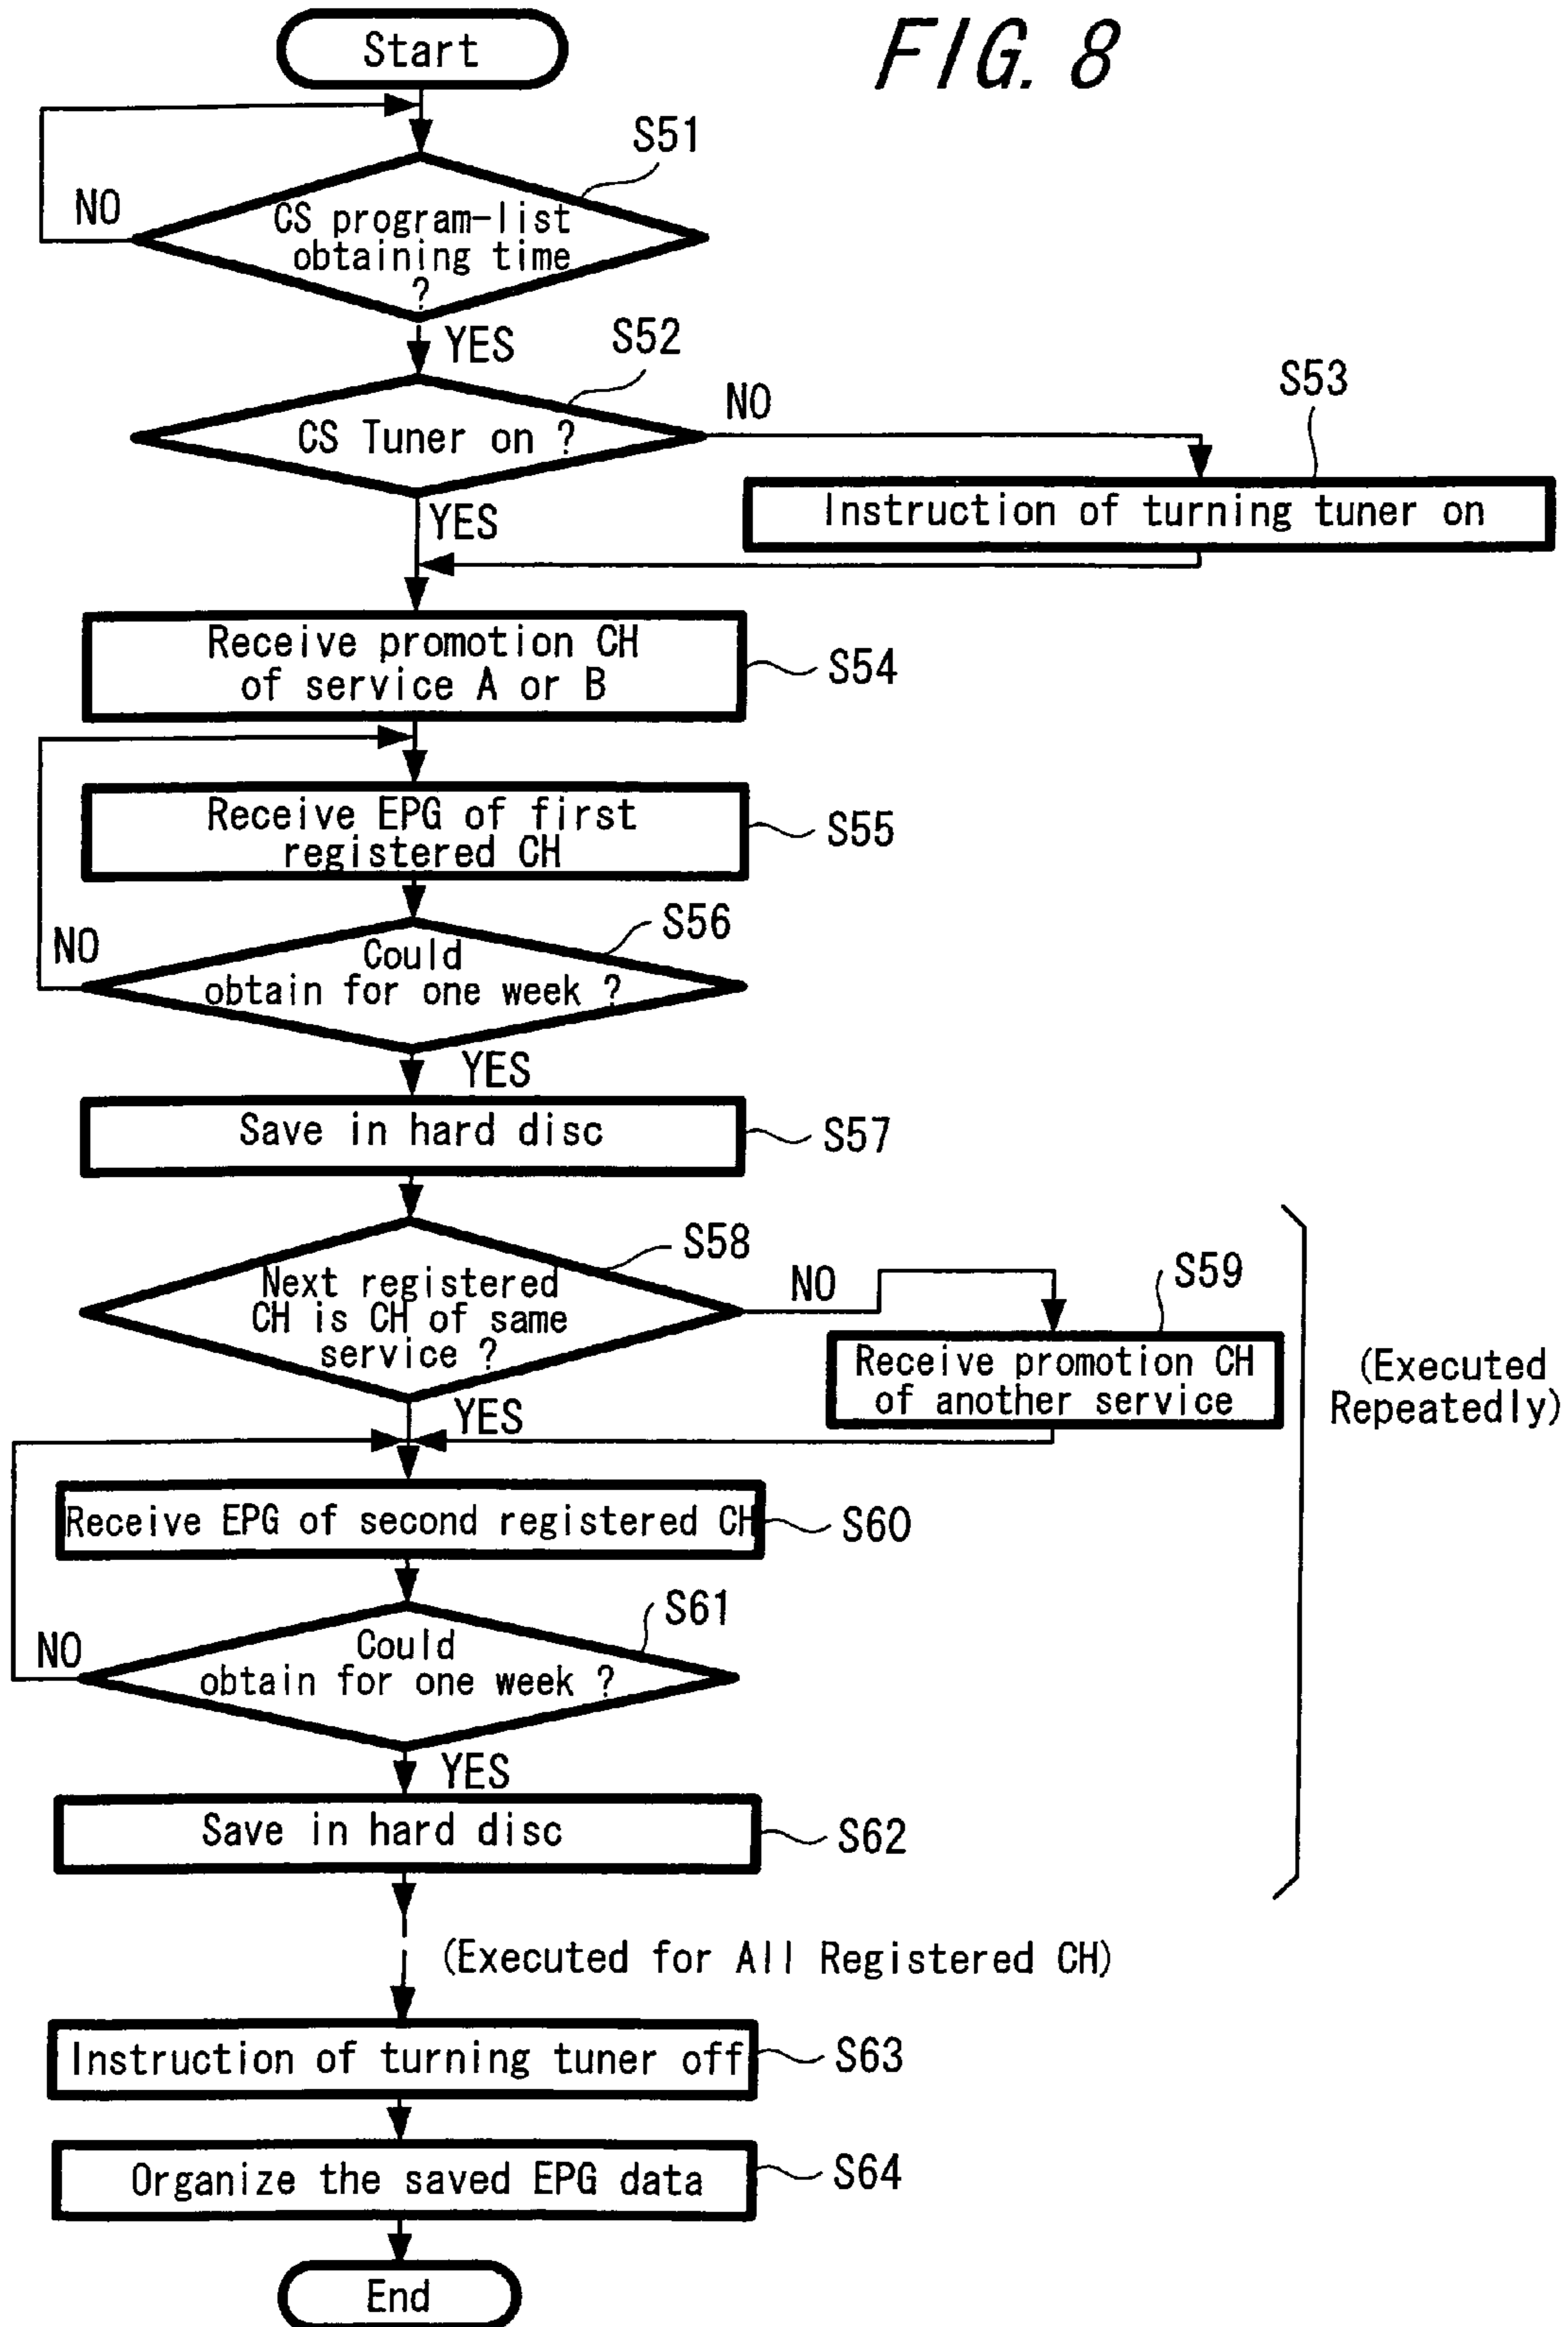 FIG. 8
Start
S51
NO
CS program-list
obtaining time
?
YES
S52
CS Tuner on ?
NO
S53
Instruction of turning tuner on
YES
Receive promotion CH
of service A or B
S54
Receive EPG of first
registered CH
S55
S56
NO
Could
obtain for one week ?
YES
Save in hard disc
S57
S58
Next registered
CH is CH of same
service ?
NO
S59
Receive promotion CH
of another service
(Executed
Repeatedly)
YES
Receive EPG of second registered CH
S60
S61
NO
Could
obtain for one week ?
YES
Save in hard disc
S62
(Executed for All Registered CH)
Instruction of turning tuner off
S63
Organize the saved EPG data
S64
End